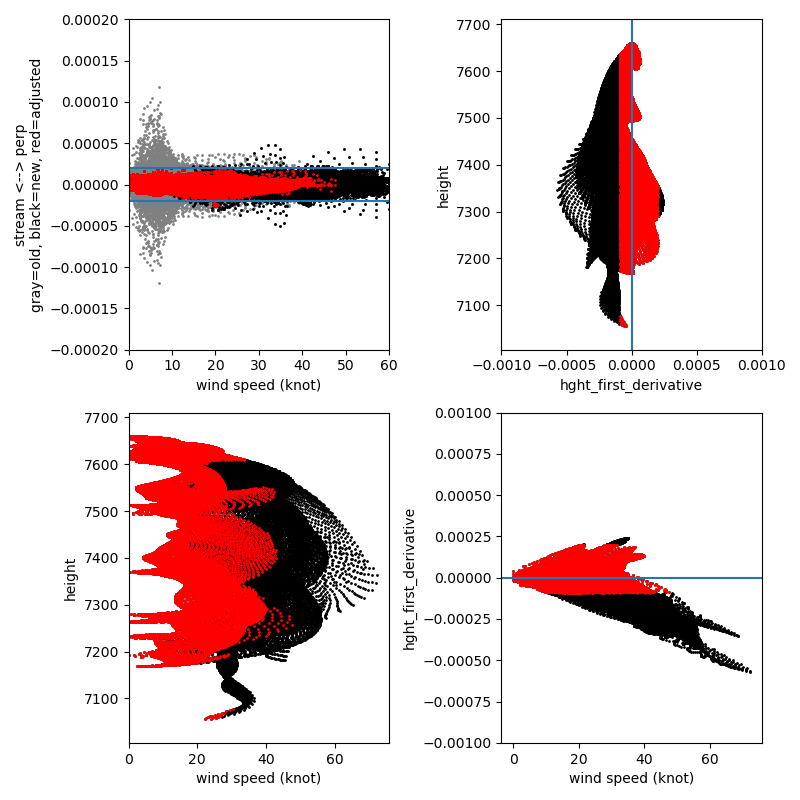 0.00020
0.00015
0.00010
0.00005
0.00000
−0.00005
−0.00010
−0.00015
−0.00020
stream <--> perp
gray=old, black=new, red=adjusted
0 10 20 30 40 50 60
wind speed (knot)
7700
7600
7500
7400
7300
7200
7100
height
−0.0010 −0.0005 0.0000 0.0005 0.0010
hght_first_derivative
7700
7600
7500
7400
7300
7200
7100
height
0 20 40 60
wind speed (knot)
0.00100
0.00075
0.00050
0.00025
0.00000
−0.00025
−0.00050
−0.00075
−0.00100
hght_first_derivative
0 20 40 60
wind speed (knot)